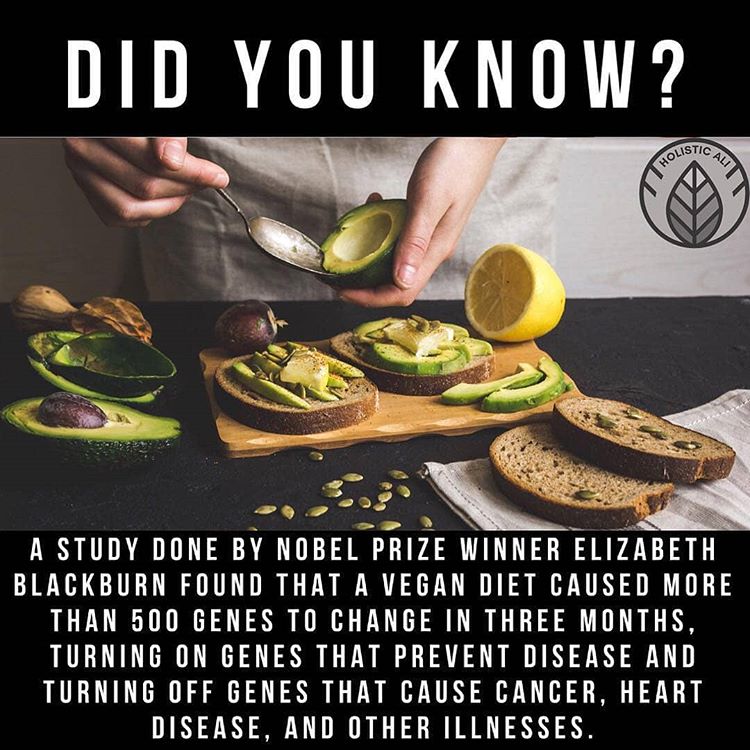 DID YOU KNOW?
HOLISTIC ALI
A STUDY DONE BY NOBEL PRIZE WINNER ELIZABETH
BLACKBURN FOUND THAT A VEGAN DIET CAUSED MORE
THAN 500 GENES TO CHANGE IN THREE MONTHS,
TURNING ON GENES THAT PREVENT DISEASE AND
TURNING OFF GENES THAT CAUSE CANCER, HEART
DISEASE, AND OTHER ILLNESSES.